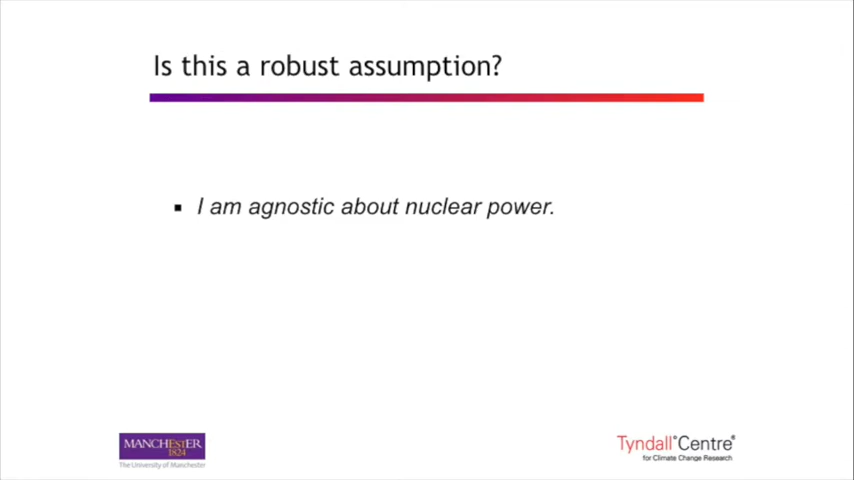 Is this a robust assumption?
▪ I am agnostic about nuclear power.
MANCHESTER
1824
The University of Manchester
Tyndall°Centre®
for Climate Change Research